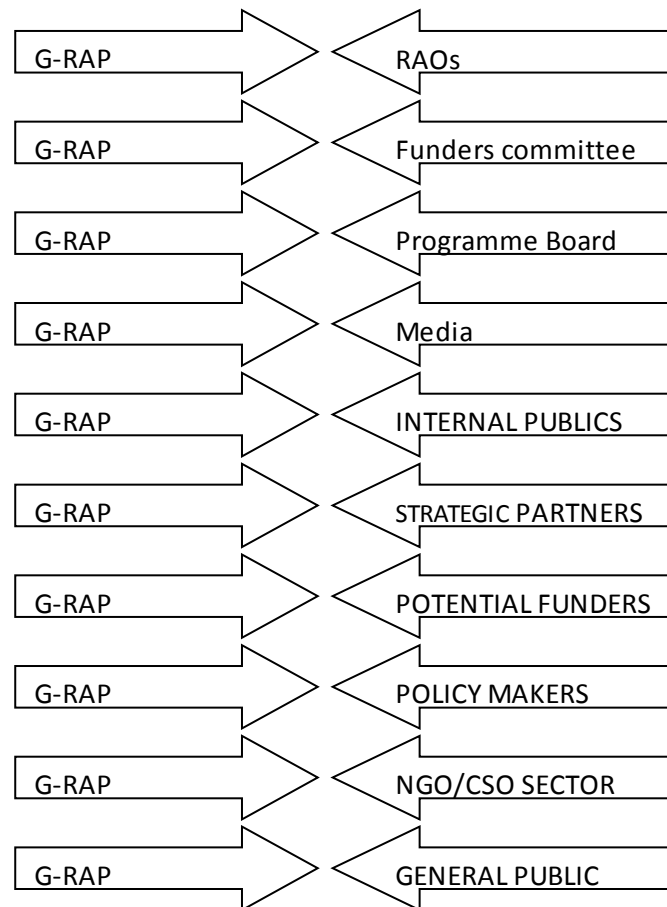 G-RAP RAOs
G-RAP Funders committee
G-RAP Programme Board
G-RAP Media
G-RAP INTERNAL PUBLICS
G-RAP STRATEGIC PARTNERS
G-RAP POTENTIAL FUNDERS
G-RAP POLICY MAKERS
G-RAP NGO/CSO SECTOR
G-RAP GENERAL PUBLIC